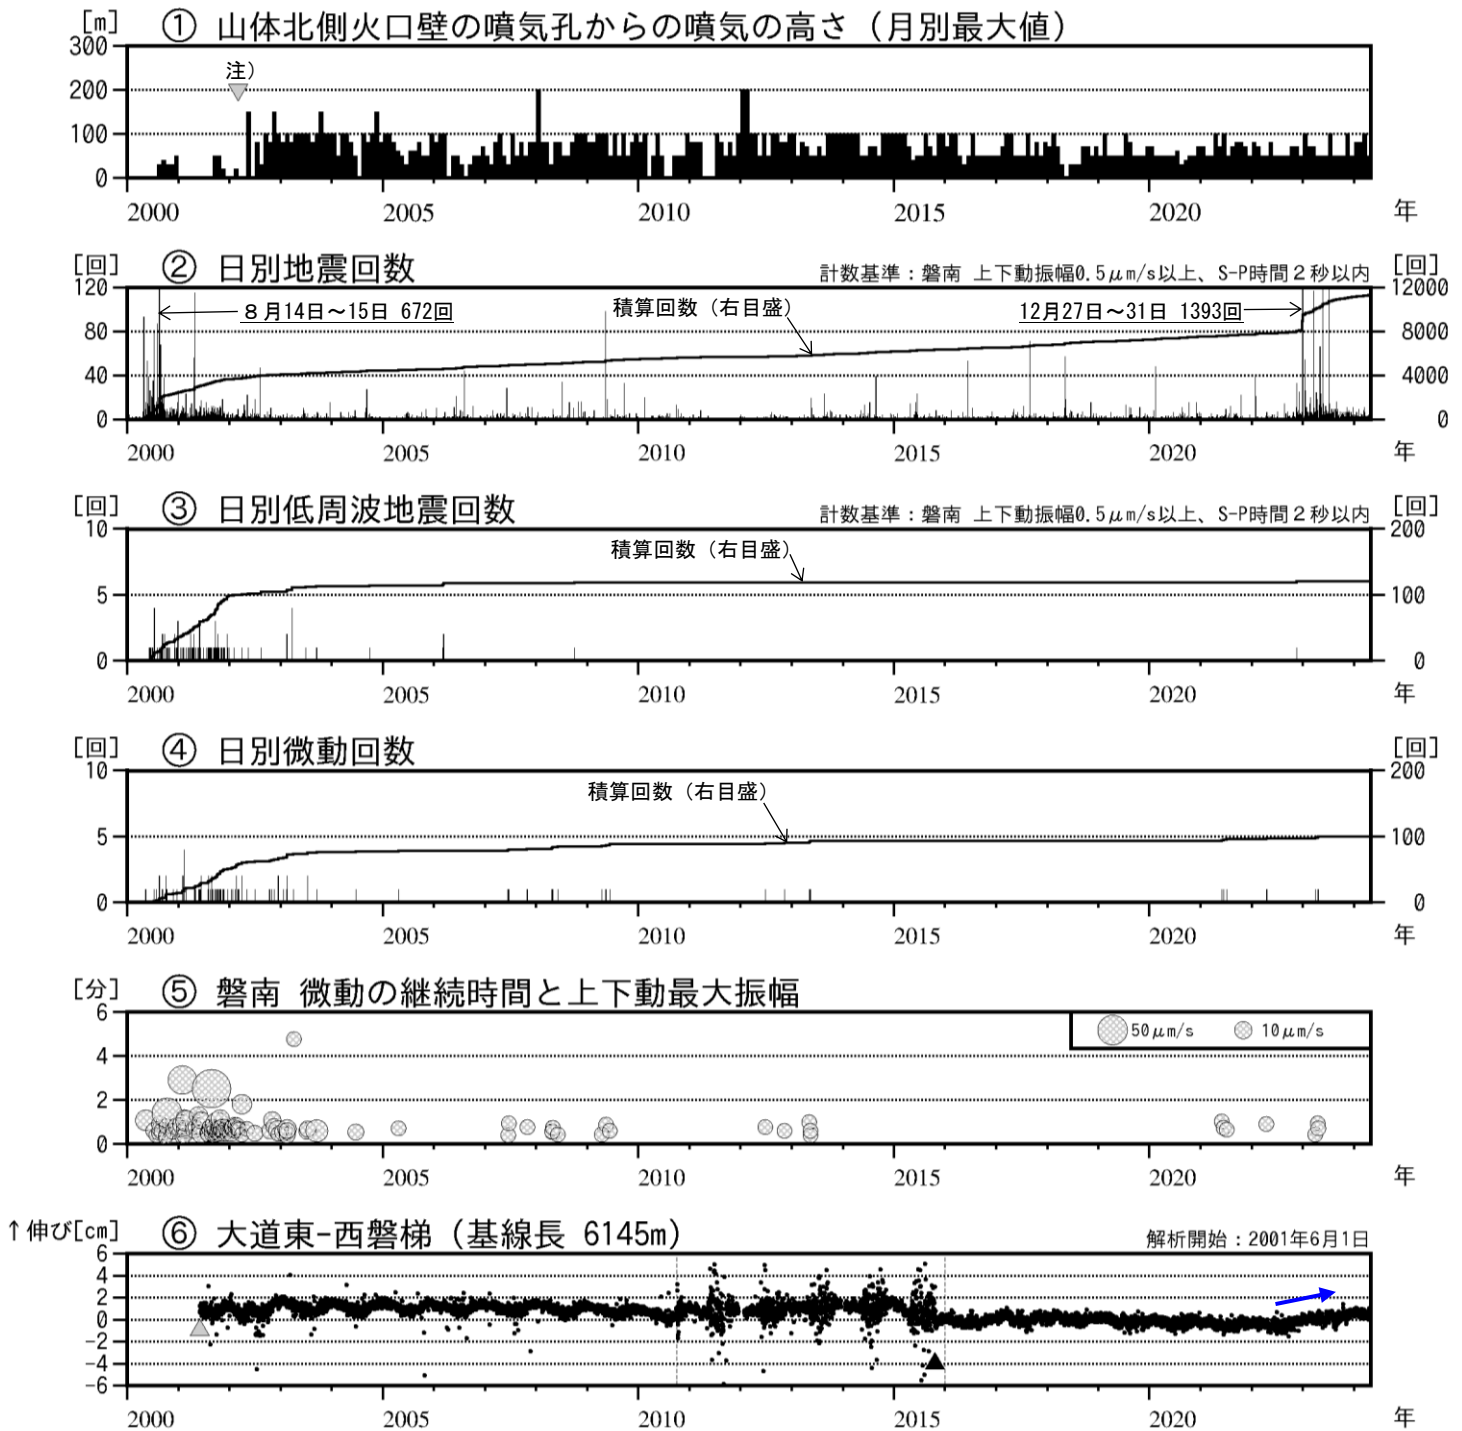 [m] ① 山体北側火口壁の噴気孔からの噴気の高さ（月別最大値）
300
200
100
0
注）
2000 2005 2010 2015 2020 年
[回] ② 日別地震回数 計数基準：磐南 上下動振幅0.5μm/s以上、S-P時間２秒以内 [回]
120 12000
80 8000
40 4000
0 0
８月14日～15日 672回 積算回数（右目盛） 12月27日～31日 1393回
2000 2005 2010 2015 2020 年
[回] ③ 日別低周波地震回数 計数基準：磐南 上下動振幅0.5μm/s以上、S-P時間２秒以内 [回]
10 200
積算回数（右目盛）
5 100
0 0
2000 2005 2010 2015 2020 年
[回] ④ 日別微動回数 [回]
10 200
積算回数（右目盛）
5 100
0 0
2000 2005 2010 2015 2020 年
[分] ⑤ 磐南 微動の継続時間と上下動最大振幅
6
50μm/s 10μm/s
4
2
0
2000 2005 2010 2015 2020 年
↑伸び[cm] ⑥ 大道東-西磐梯（基線長 6145m） 解析開始：2001年6月1日
6
4
2
0
-2
-4
-6
2000 2005 2010 2015 2020 年